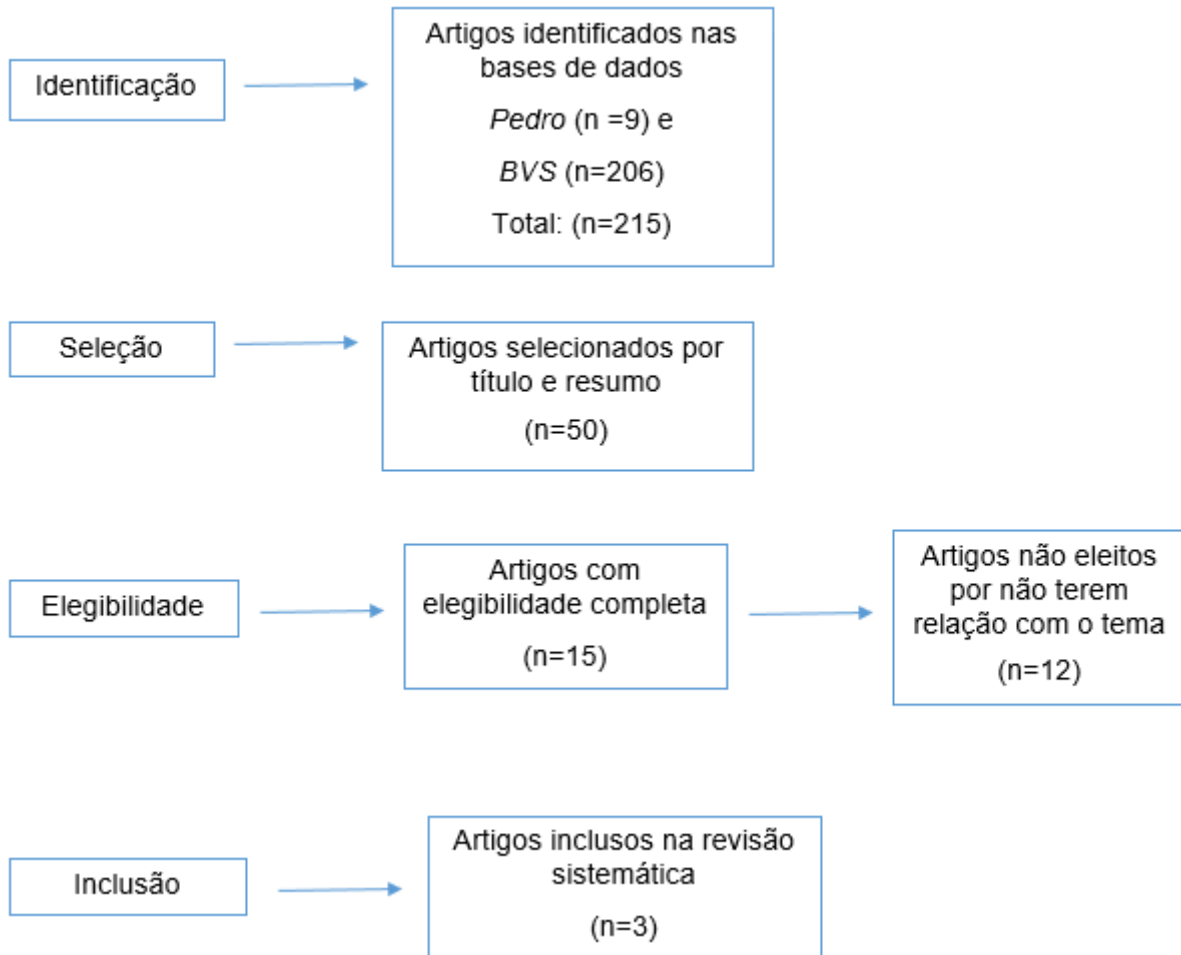 Identificação
Artigos identificados nas
bases de dados
Pedro (n =9) e
BVS (n=206)
Total: (n=215)
Seleção
Artigos selecionados por
título e resumo
(n=50)
Elegibilidade
Artigos com
elegibilidade completa
(n=15)
Artigos não eleitos
por não terem
relação com o tema
(n=12)
Inclusão
Artigos inclusos na revisão
sistemática
(n=3)